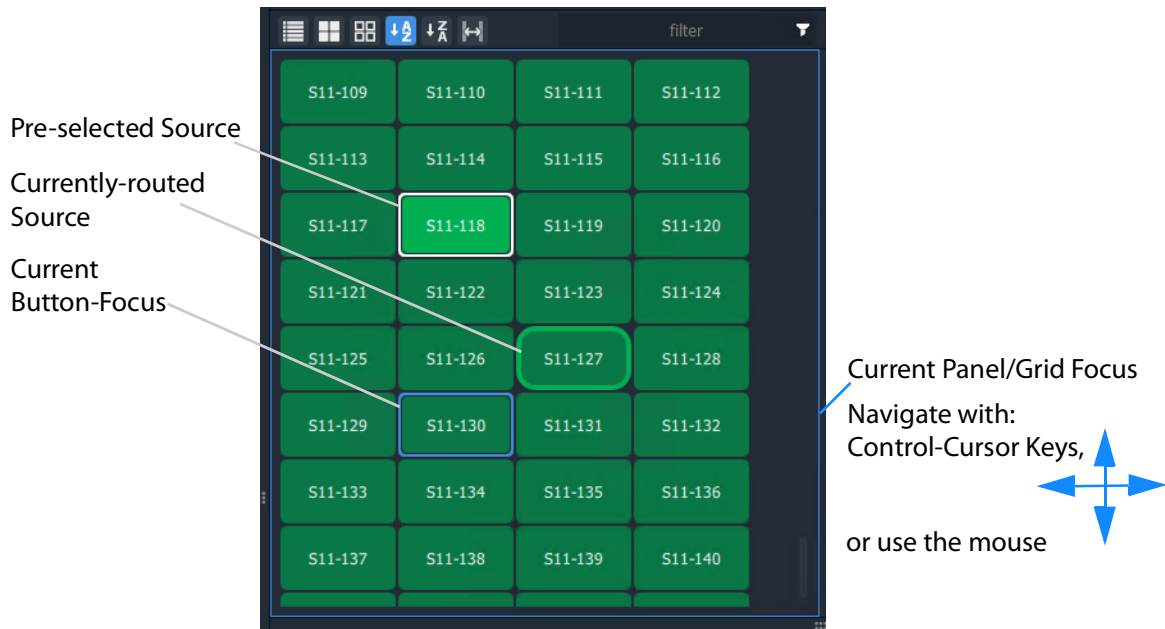 A
Z
Z
A
filter
S11-109 S11-110 S11-111 S11-112
Pre-selected Source
S11-113 S11-114 S11-115 S11-116
Currently-routed
Source
S11-117 S11-118 S11-119 S11-120
Current
Button-Focus
S11-121 S11-122 S11-123 S11-124
S11-125 S11-126 S11-127 S11-128
Current Panel/Grid Focus
Navigate with:
Control-Cursor Keys,
S11-129 S11-130 S11-131 S11-132
S11-133 S11-134 S11-135 S11-136
or use the mouse
S11-137 S11-138 S11-139 S11-140